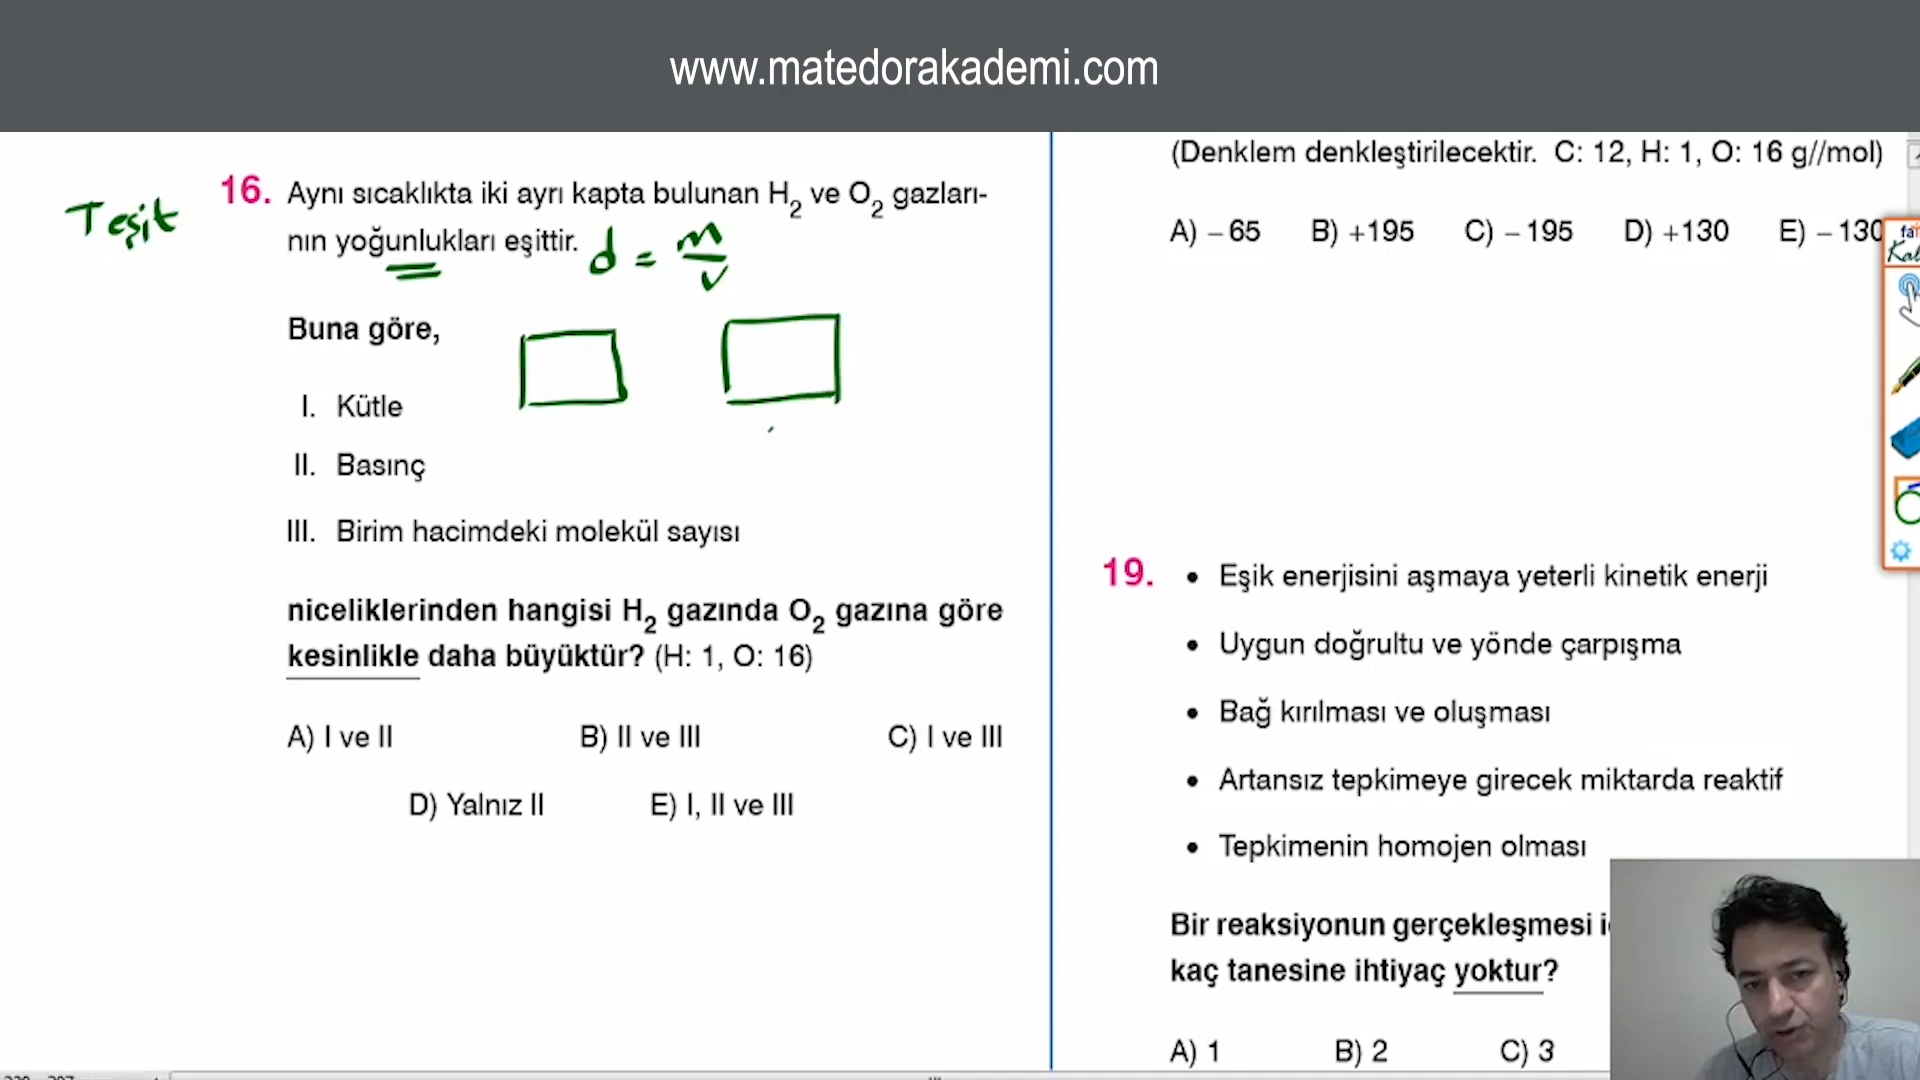 www.matedorakademi.com
Teşit
16. Aynı sıcaklıkta iki ayrı kapta bulunan H2 ve O2 gazları-
nın yoğunlukları eşittir. d = m/v
Buna göre,
I. Kütle
II. Basınç
III. Birim hacimdeki molekül sayısı
niceliklerinden hangisi H2 gazında O2 gazına göre
kesinlikle daha büyüktür? (H: 1, O: 16)
A) I ve II B) II ve III C) I ve III
D) Yalnız II E) I, II ve III
(Denklem denkleştirilecektir. C: 12, H: 1, O: 16 g//mol)
A) – 65 B) +195 C) – 195 D) +130 E) – 130
19. • Eşik enerjisini aşmaya yeterli kinetik enerji
• Uygun doğrultu ve yönde çarpışma
• Bağ kırılması ve oluşması
• Artansız tepkimeye girecek miktarda reaktif
• Tepkimenin homojen olması
Bir reaksiyonun gerçekleşmesi
kaç tanesine ihtiyaç yoktur?
A) 1 B) 2 C) 3